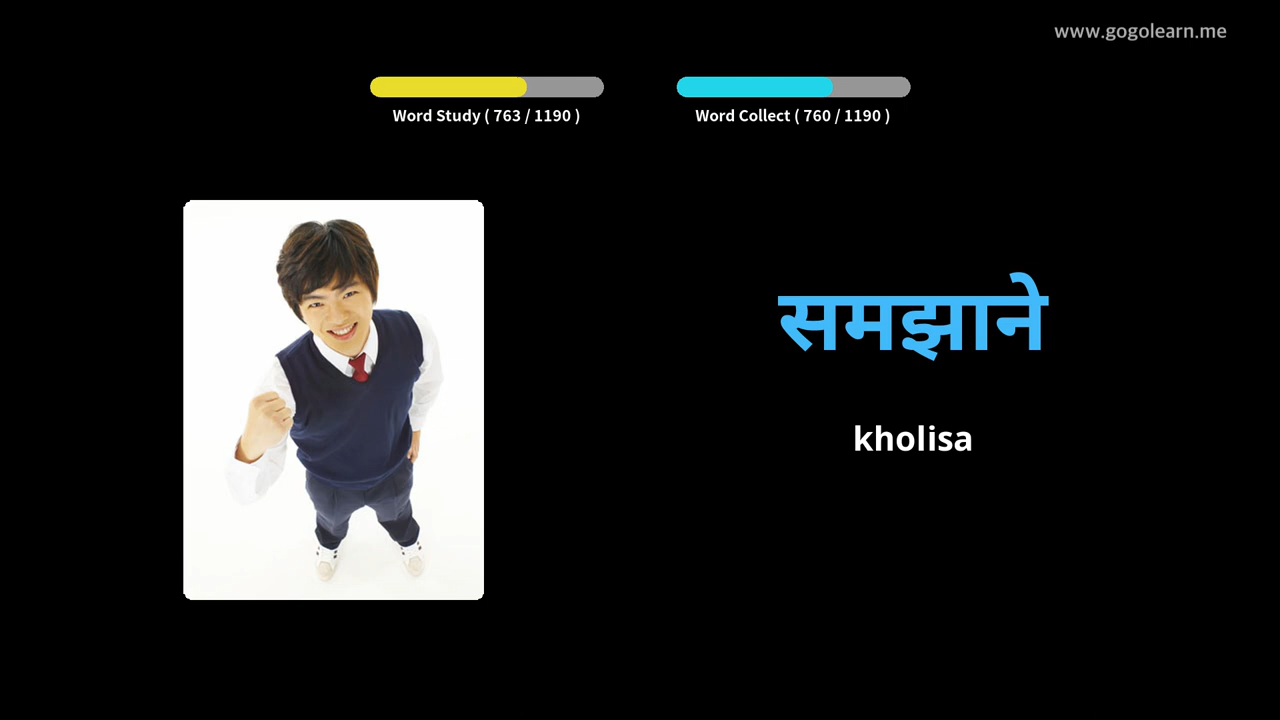 www.gogolearn.me
Word Study ( 763 / 1190 )
Word Collect ( 760 / 1190 )
समझाने
kholisa